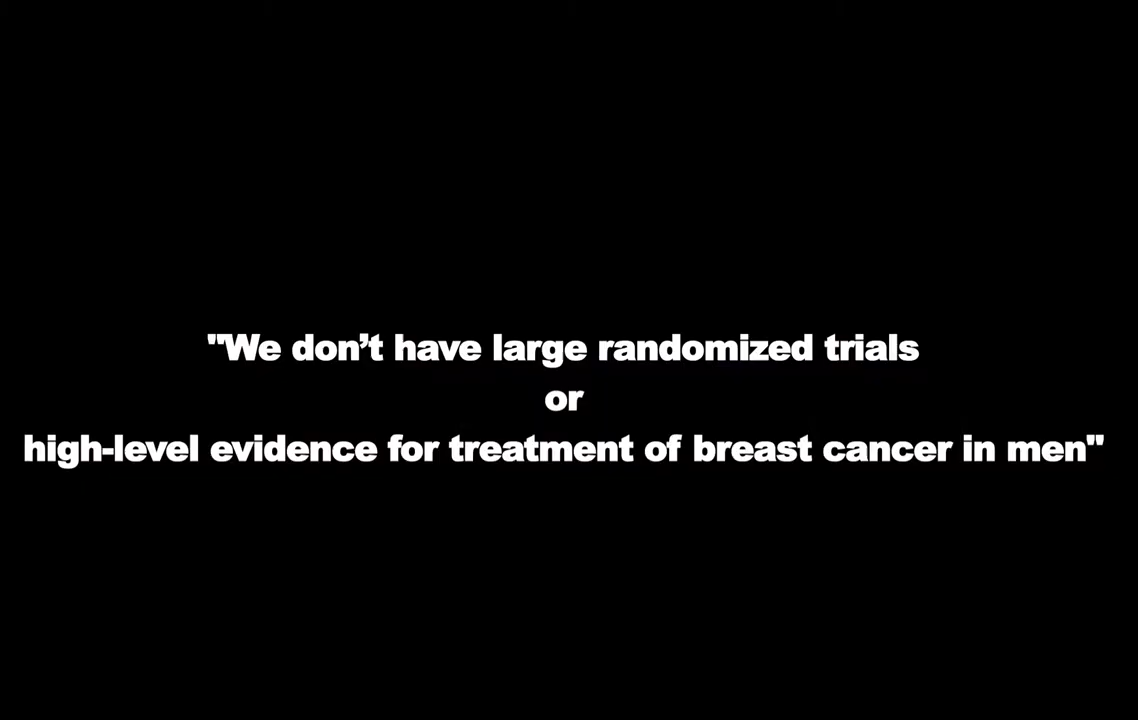 "We don’t have large randomized trials
or
high-level evidence for treatment of breast cancer in men"